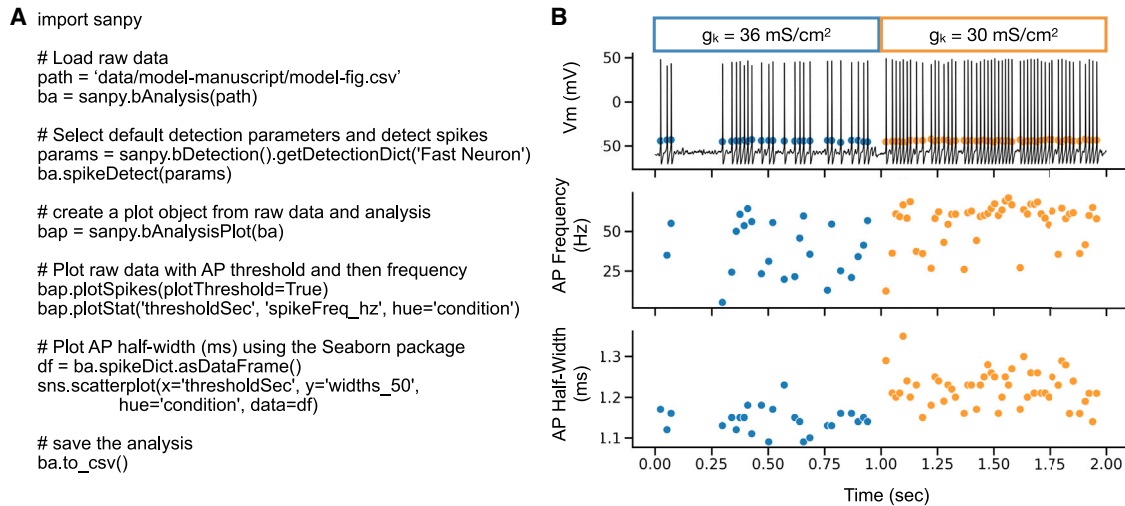 A
import sanpy
# Load raw data
path = ‘data/model-manuscript/model-fig.csv’
ba = sanpy.bAnalysis(path)
# Select default detection parameters and detect spikes
params = sanpy.bDetection().getDetectionDict('Fast Neuron')
ba.spikeDetect(params)
# create a plot object from raw data and analysis
bap = sanpy.bAnalysisPlot(ba)
# Plot raw data with AP threshold and then frequency
bap.plotSpikes(plotThreshold=True)
bap.plotStat('thresholdSec', 'spikeFreq_hz', hue='condition')
# Plot AP half-width (ms) using the Seaborn package
df = ba.spikeDict.asDataFrame()
sns.scatterplot(x='thresholdSec', y='widths_50',
hue='condition', data=df)
# save the analysis
ba.to_csv()
B
gk = 36 mS/cm²
gk = 30 mS/cm²
Vm (mV)
50
0
50
AP Frequency
(Hz)
50
25
AP Half-Width
(ms)
1.3
1.2
1.1
0.00 0.25 0.50 0.75 1.00 1.25 1.50 1.75 2.00
Time (sec)